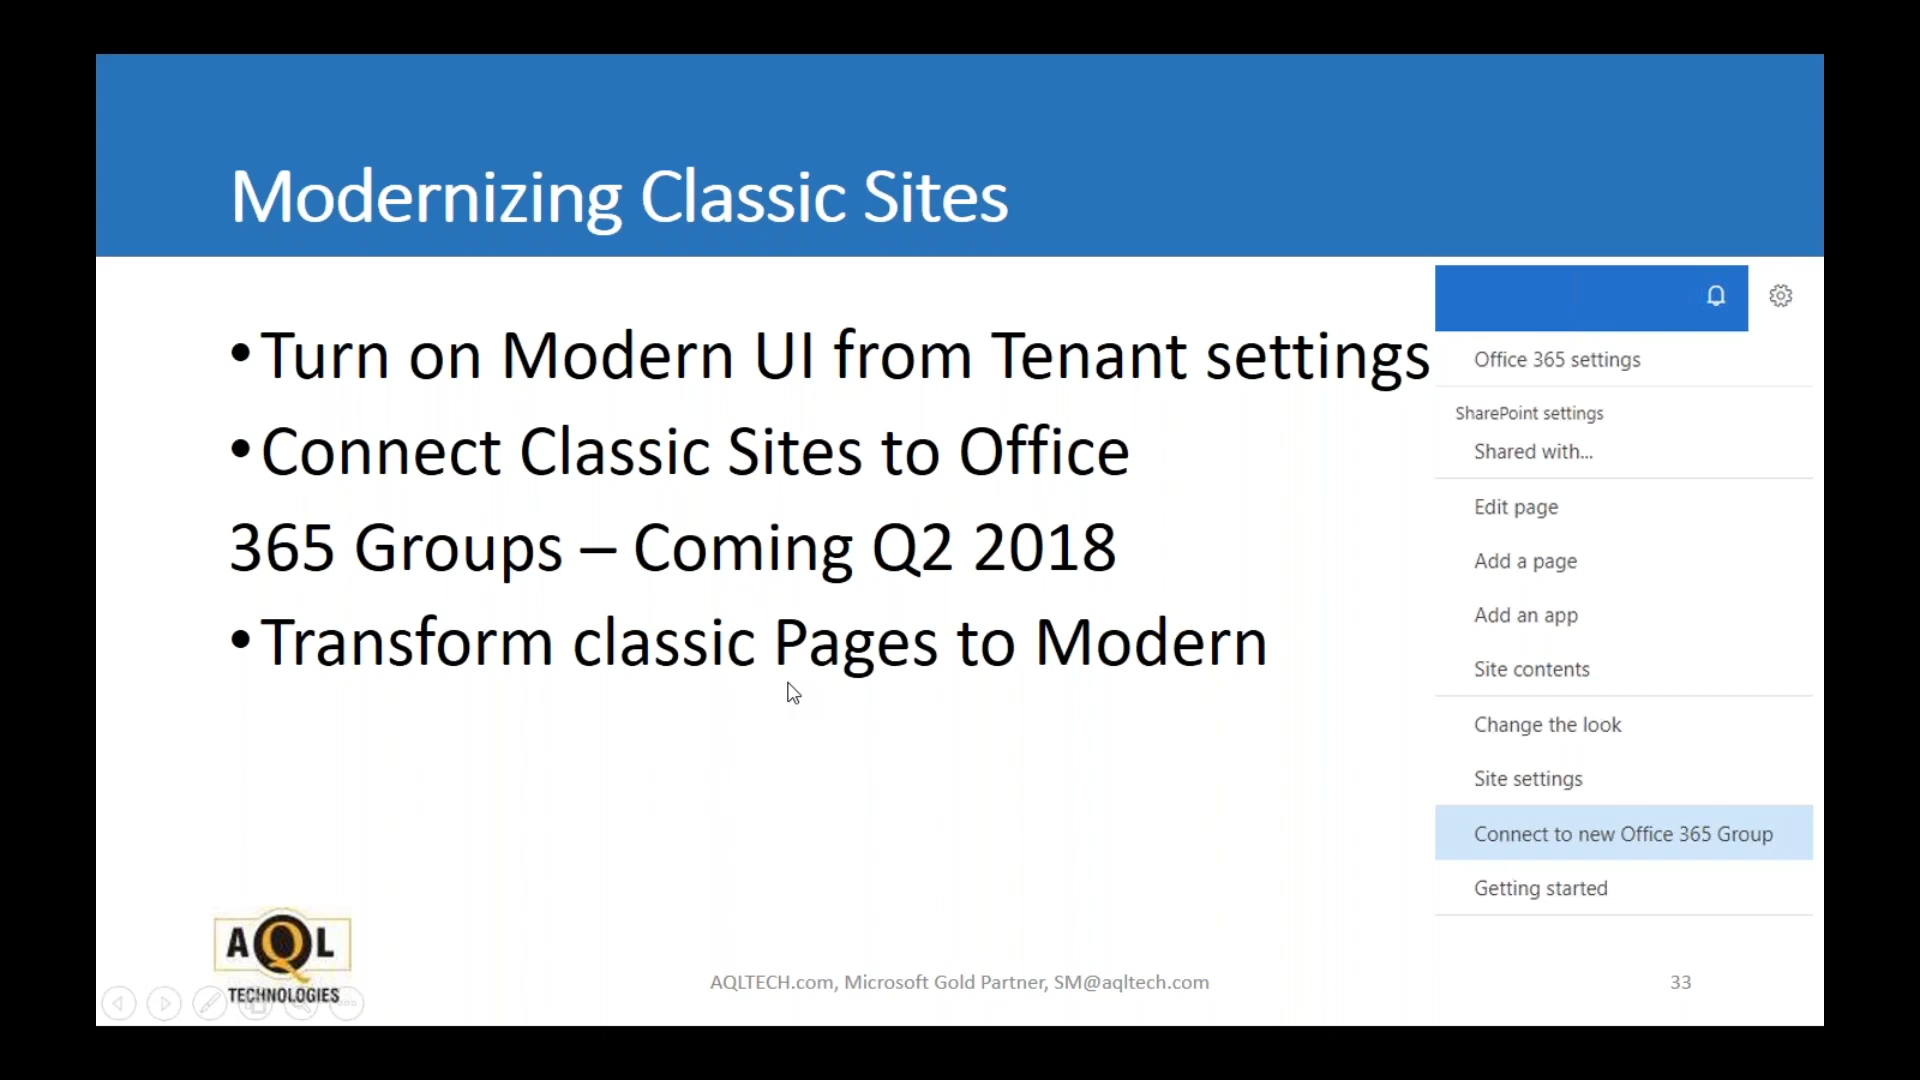 Modernizing Classic Sites
•Turn on Modern UI from Tenant settings
•Connect Classic Sites to Office
365 Groups – Coming Q2 2018
•Transform classic Pages to Modern
Office 365 settings
SharePoint settings
Shared with...
Edit page
Add a page
Add an app
Site contents
Change the look
Site settings
Connect to new Office 365 Group
Getting started
AQL
TECHNOLOGIES
AQLTECH.com, Microsoft Gold Partner, SM@aqltech.com
33